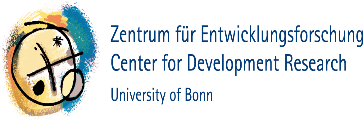 Zentrum für Entwicklungsforschung
Center for Development Research
University of Bonn